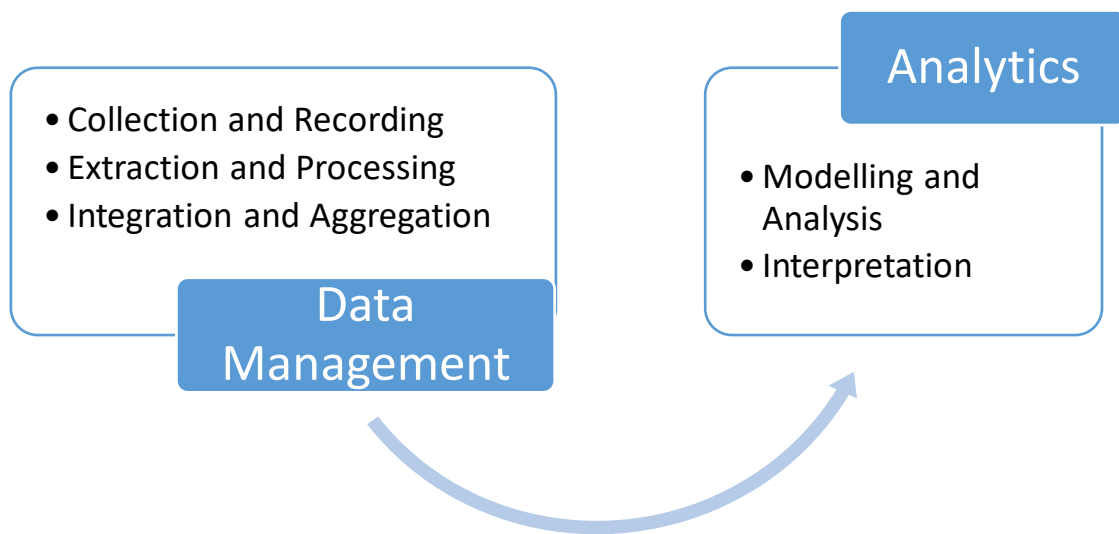 • Collection and Recording
• Extraction and Processing
• Integration and Aggregation
Data
Management
Analytics
• Modelling and
Analysis
• Interpretation